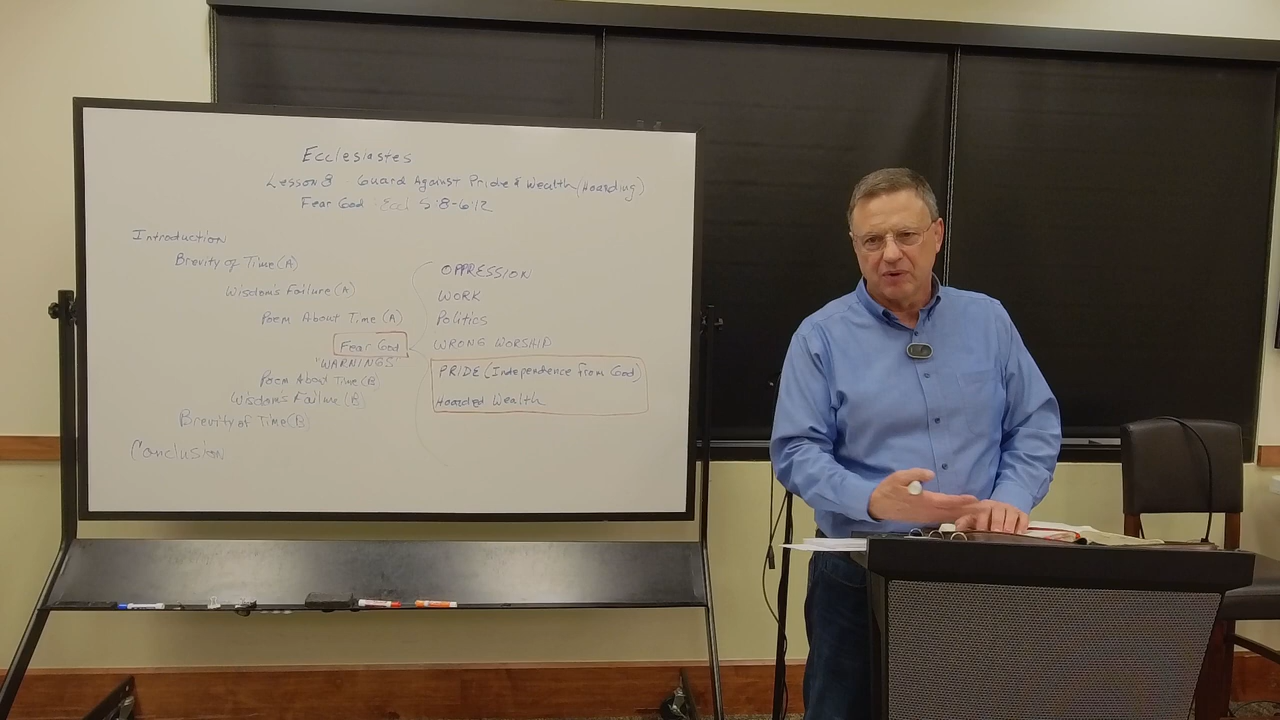 Ecclesiastes
Lesson 8 Guard Against Pride & Wealth (Hoarding)
Fear God Eccl 5:8-6:12
Introduction
Brevity of Time (A)
Wisdom's Failure (A)
Poem About Time (A)
Fear God
"WARNINGS"
Poem About Time (B)
Wisdom's Failure (B)
Brevity of Time (B)
Conclusion
OPPRESSION
WORK
Politics
WRONG WORSHIP
PRIDE (Independence from God)
Hoarded Wealth